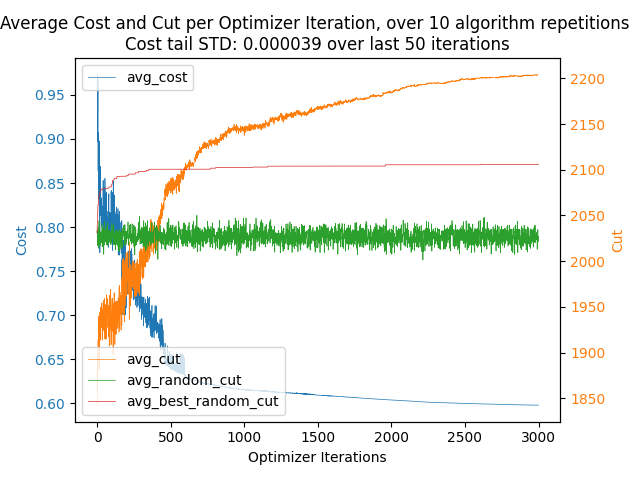 Average Cost and Cut per Optimizer Iteration, over 10 algorithm repetitions
Cost tail STD: 0.000039 over last 50 iterations
avg_cost
0.95
0.90
0.85
0.80
0.75
0.70
0.65
0.60
Cost
2200
2150
2100
2050
2000
1950
1900
1850
Cut
avg_cut
avg_random_cut
avg_best_random_cut
0
500
1000
1500
2000
2500
3000
Optimizer Iterations